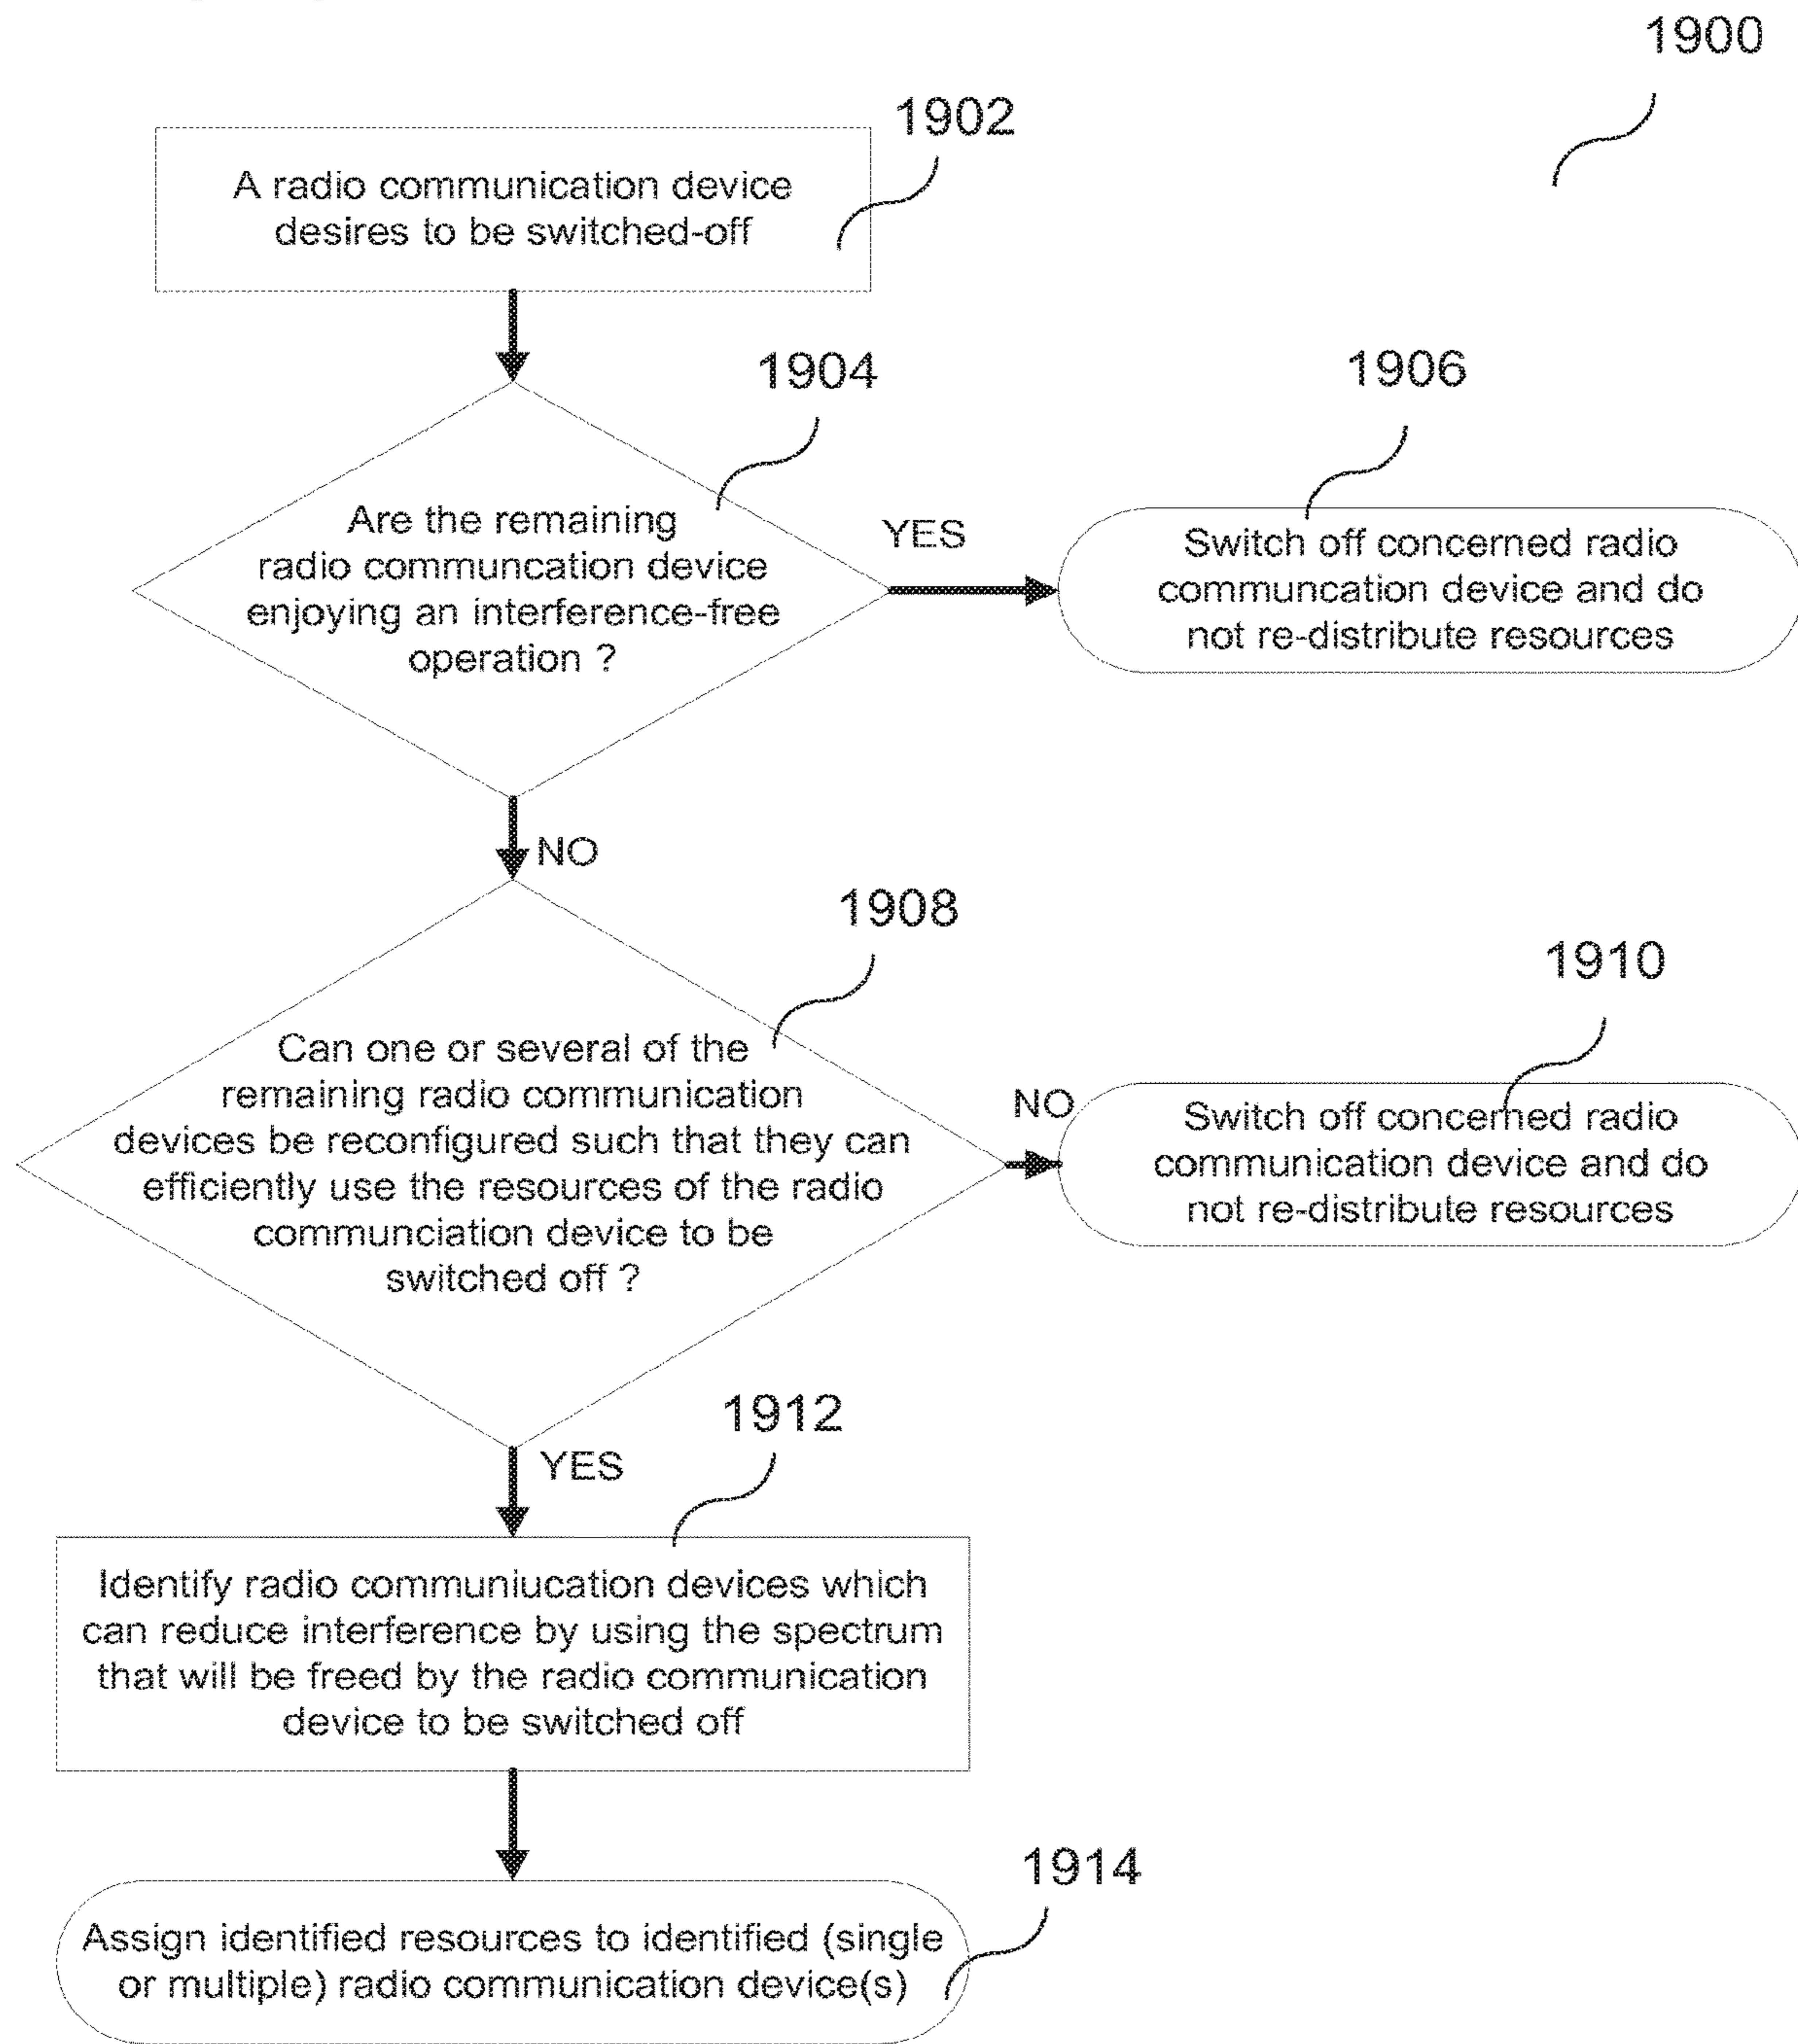 1900
1902
A radio communication device
desires to be switched-off
1904
Are the remaining
radio communcation device
enjoying an interference-free
operation ?
YES
1906
Switch off concerned radio
communcation device and do
not re-distribute resources
NO
1908
Can one or several of the
remaining radio communication
devices be reconfigured such that they can
efficiently use the resources of the radio
communciation device to be
switched off ?
NO
1910
Switch off concerned radio
communication device and do
not re-distribute resources
YES
1912
Identify radio communiucation devices which
can reduce interference by using the spectrum
that will be freed by the radio communication
device to be switched off
1914
Assign identified resources to identified (single
or multiple) radio communication device(s)